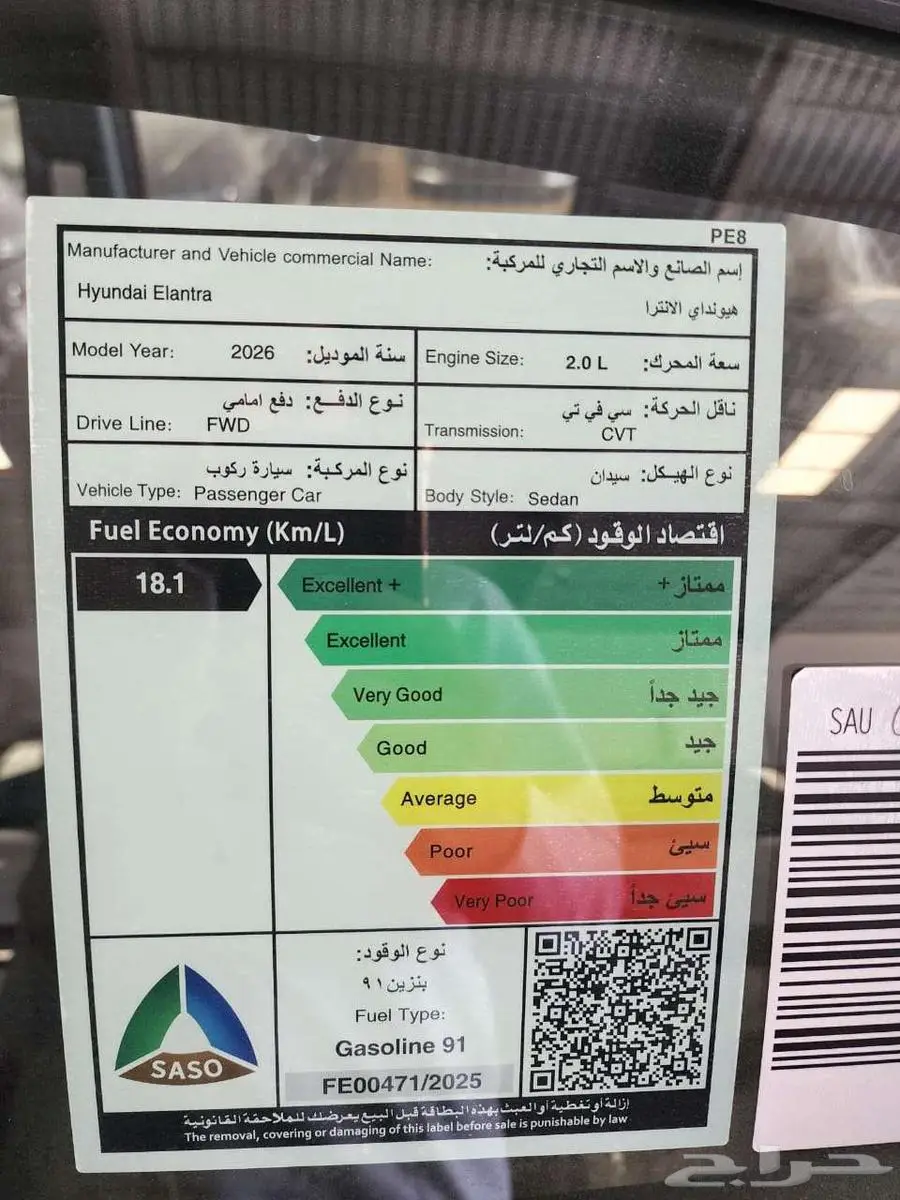 PE8
Manufacturer and Vehicle commercial Name: إسم الصانع والاسم التجاري للمركبة:
Hyundai Elantra
هيونداي الانترا
Model Year: 2026 سنة الموديل:
Engine Size: 2.0 L سعة المحرك:
نوع الدفع: دفع امامي
Drive Line: FWD
ناقل الحركة: سي في تي
Transmission: CVT
نوع المركبة: سيارة ركوب
Vehicle Type: Passenger Car
نوع الهيكل: سيدان
Body Style: Sedan
Fuel Economy (Km/L) اقتصاد الوقود (كم/لتر)
18.1
Excellent + ممتاز +
Excellent ممتاز
Very Good جيد جداً
Good جيد
Average متوسط
Poor سيئ
Very Poor سيئ جداً
SASO
نوع الوقود:
بنزين ٩١
Fuel Type:
Gasoline 91
FE00471/2025
إزالة أو تغطية أو العبث بهذه البطاقة قبل البيع يعرضك للملاحقة القانونية
The removal, covering or damaging of this label before sale is punishable by law
SAU
حراج